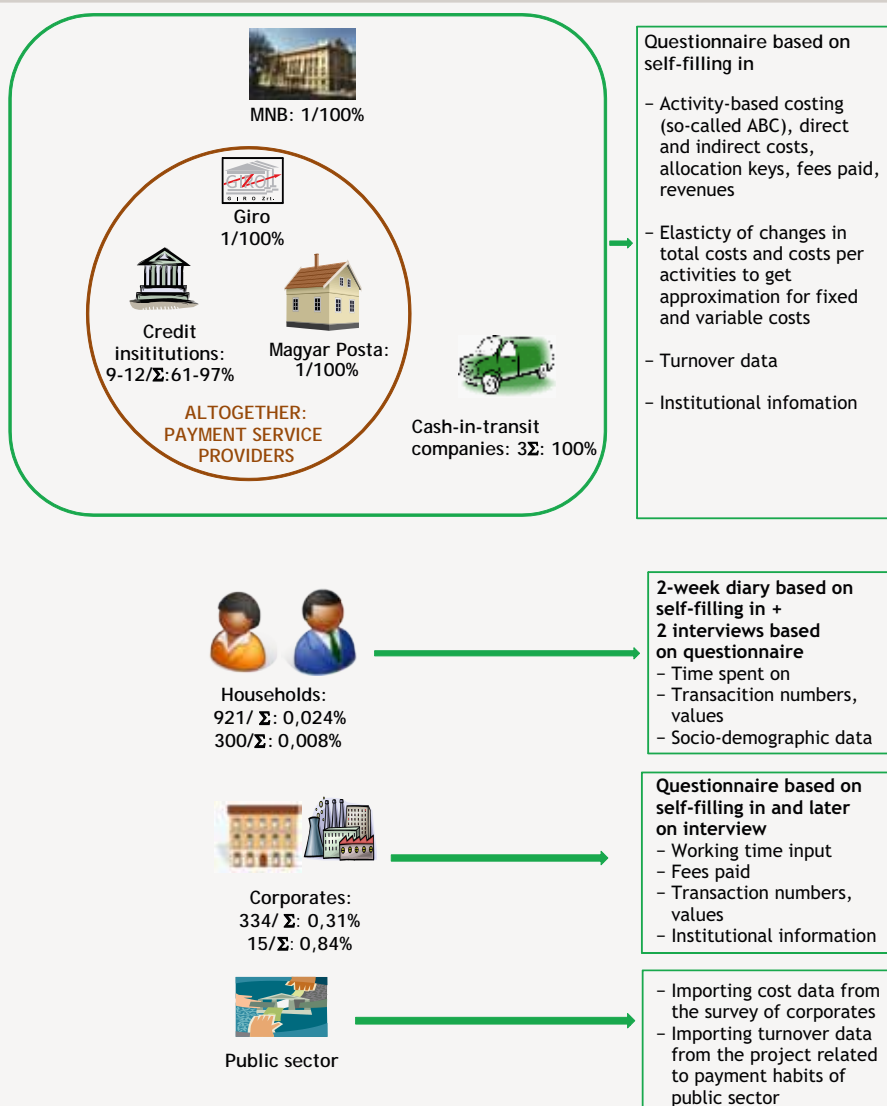 MNB: 1/100%
GIRO
G I R O Zrt.
Giro
1/100%
Credit
insititutions:
9-12/Σ:61-97%
Magyar Posta:
1/100%
ALTOGETHER:
PAYMENT SERVICE
PROVIDERS
Cash-in-transit
companies: 3Σ: 100%
Questionnaire based on
self-filling in
− Activity-based costing
(so-called ABC), direct
and indirect costs,
allocation keys, fees paid,
revenues
− Elasticty of changes in
total costs and costs per
activities to get
approximation for fixed
and variable costs
− Turnover data
− Institutional infomation
Households:
921/ Σ: 0,024%
300/Σ: 0,008%
2-week diary based on
self-filling in +
2 interviews based
on questionnaire
− Time spent on
− Transacition numbers,
values
− Socio-demographic data
Corporates:
334/ Σ: 0,31%
15/Σ: 0,84%
Questionnaire based on
self-filling in and later
on interview
− Working time input
− Fees paid
− Transaction numbers,
values
− Institutional information
Public sector
− Importing cost data from
the survey of corporates
− Importing turnover data
from the project related
to payment habits of
public sector